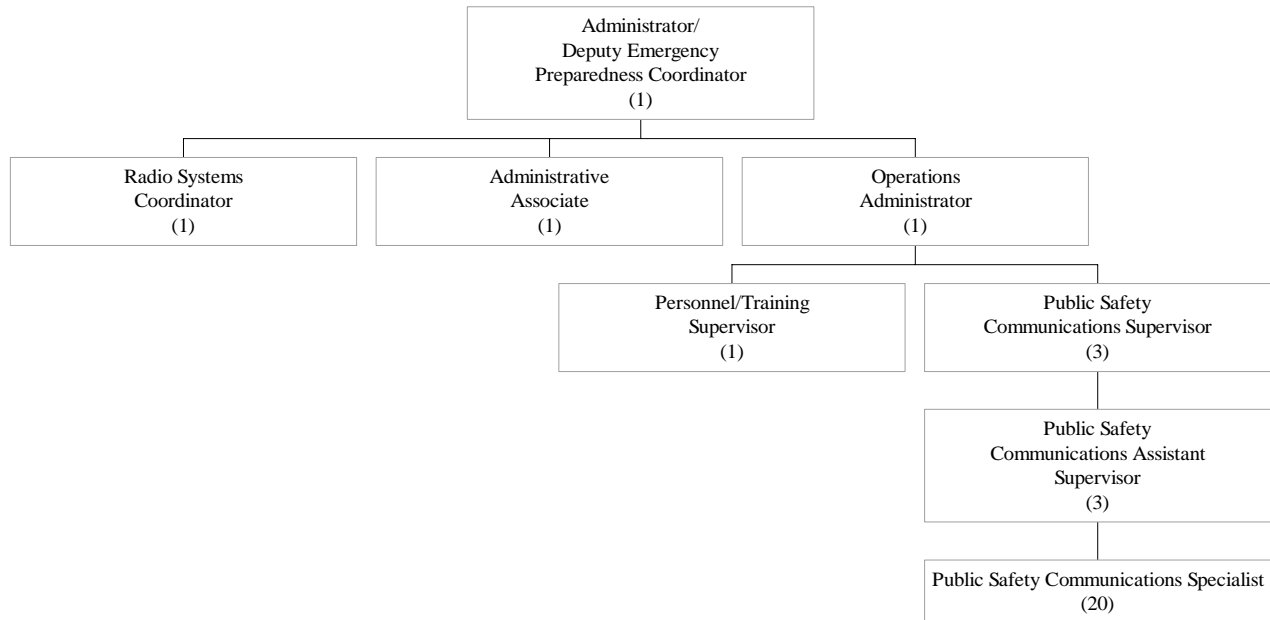 Administrator/
Deputy Emergency
Preparedness Coordinator
(1)
Radio Systems
Coordinator
(1)
Administrative
Associate
(1)
Operations
Administrator
(1)
Personnel/Training
Supervisor
(1)
Public Safety
Communications Supervisor
(3)
Public Safety
Communications Assistant
Supervisor
(3)
Public Safety Communications Specialist
(20)